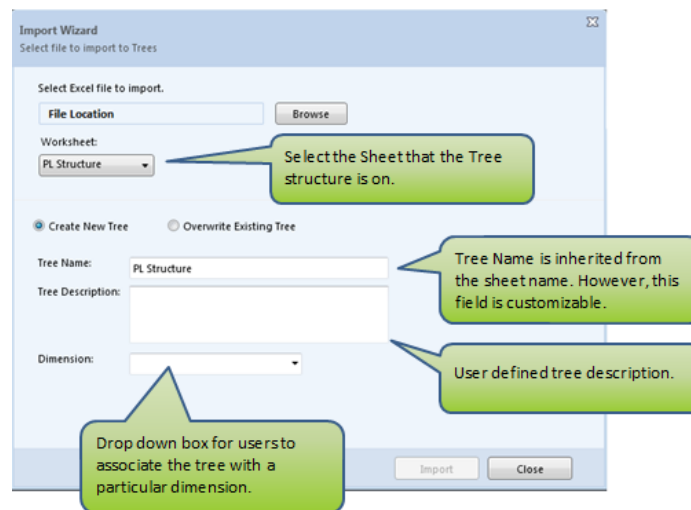 Import Wizard
Select file to import to Trees
Select Excel file to import.
File Location
Browse
Worksheet:
PL Structure
Select the Sheet that the Tree
structure is on.
Create New Tree
Overwrite Existing Tree
Tree Name:
PL Structure
Tree Name is inherited from
the sheet name. However, this
field is customizable.
Tree Description:
User defined tree description.
Dimension:
Drop down box for users to
associate the tree with a
particular dimension.
Import
Close